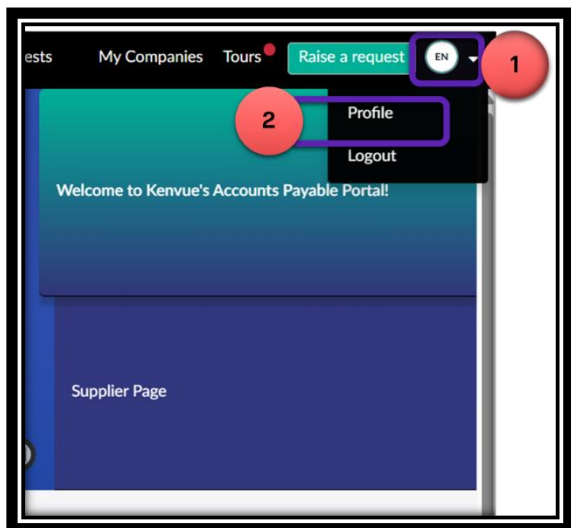 ests My Companies Tours Raise a request EN 1
2 Profile
Logout
Welcome to Kenvue's Accounts Payable Portal!
Supplier Page